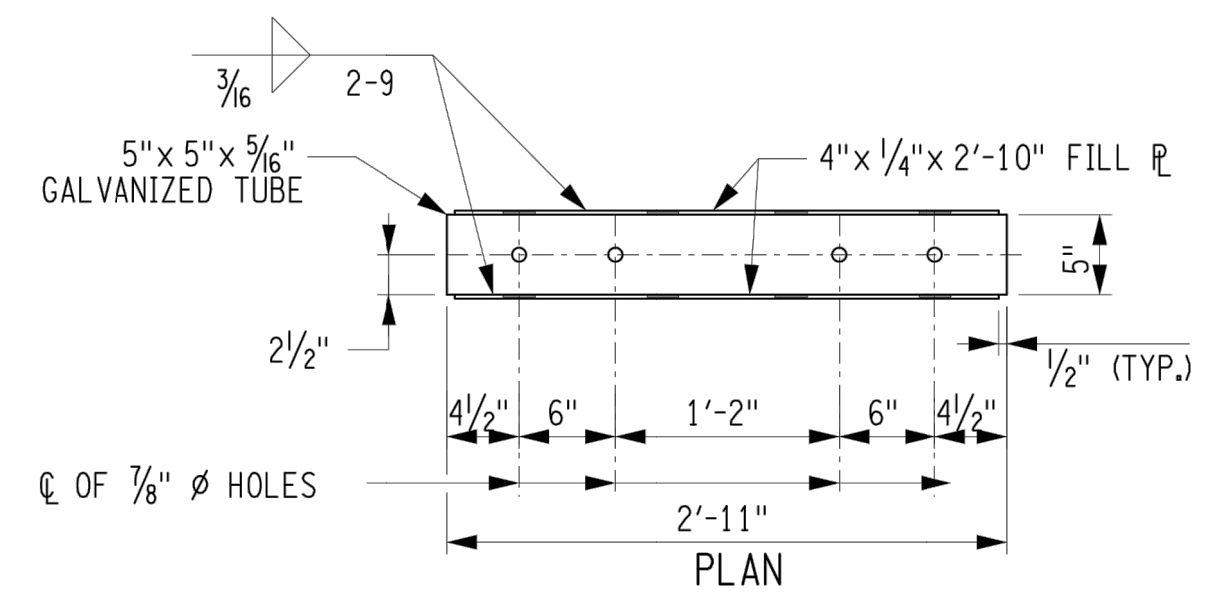 3/16 2-9
5"x 5"x 5/16"
GALVANIZED TUBE
4"x 1/4"x 2'-10" FILL ℙL
5"
2 1/2"
1/2" (TYP.)
4 1/2" 6" 1'-2" 6" 4 1/2"
℄ OF 7/8" ø HOLES
2'-11"
PLAN